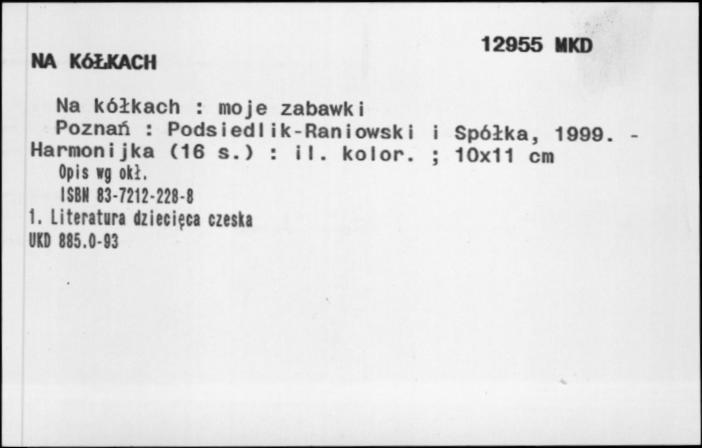 12955 MKD
NA KÓŁKACH
Na kółkach : moje zabawki
Poznań : Podsiedlik-Raniowski i Spółka, 1999. -
Harmonijka (16 s.) : il. kolor. ; 10x11 cm
Opis wg okł.
ISBN 83-7212-228-8
1. Literatura dziecięca czeska
UKD 885.0-93